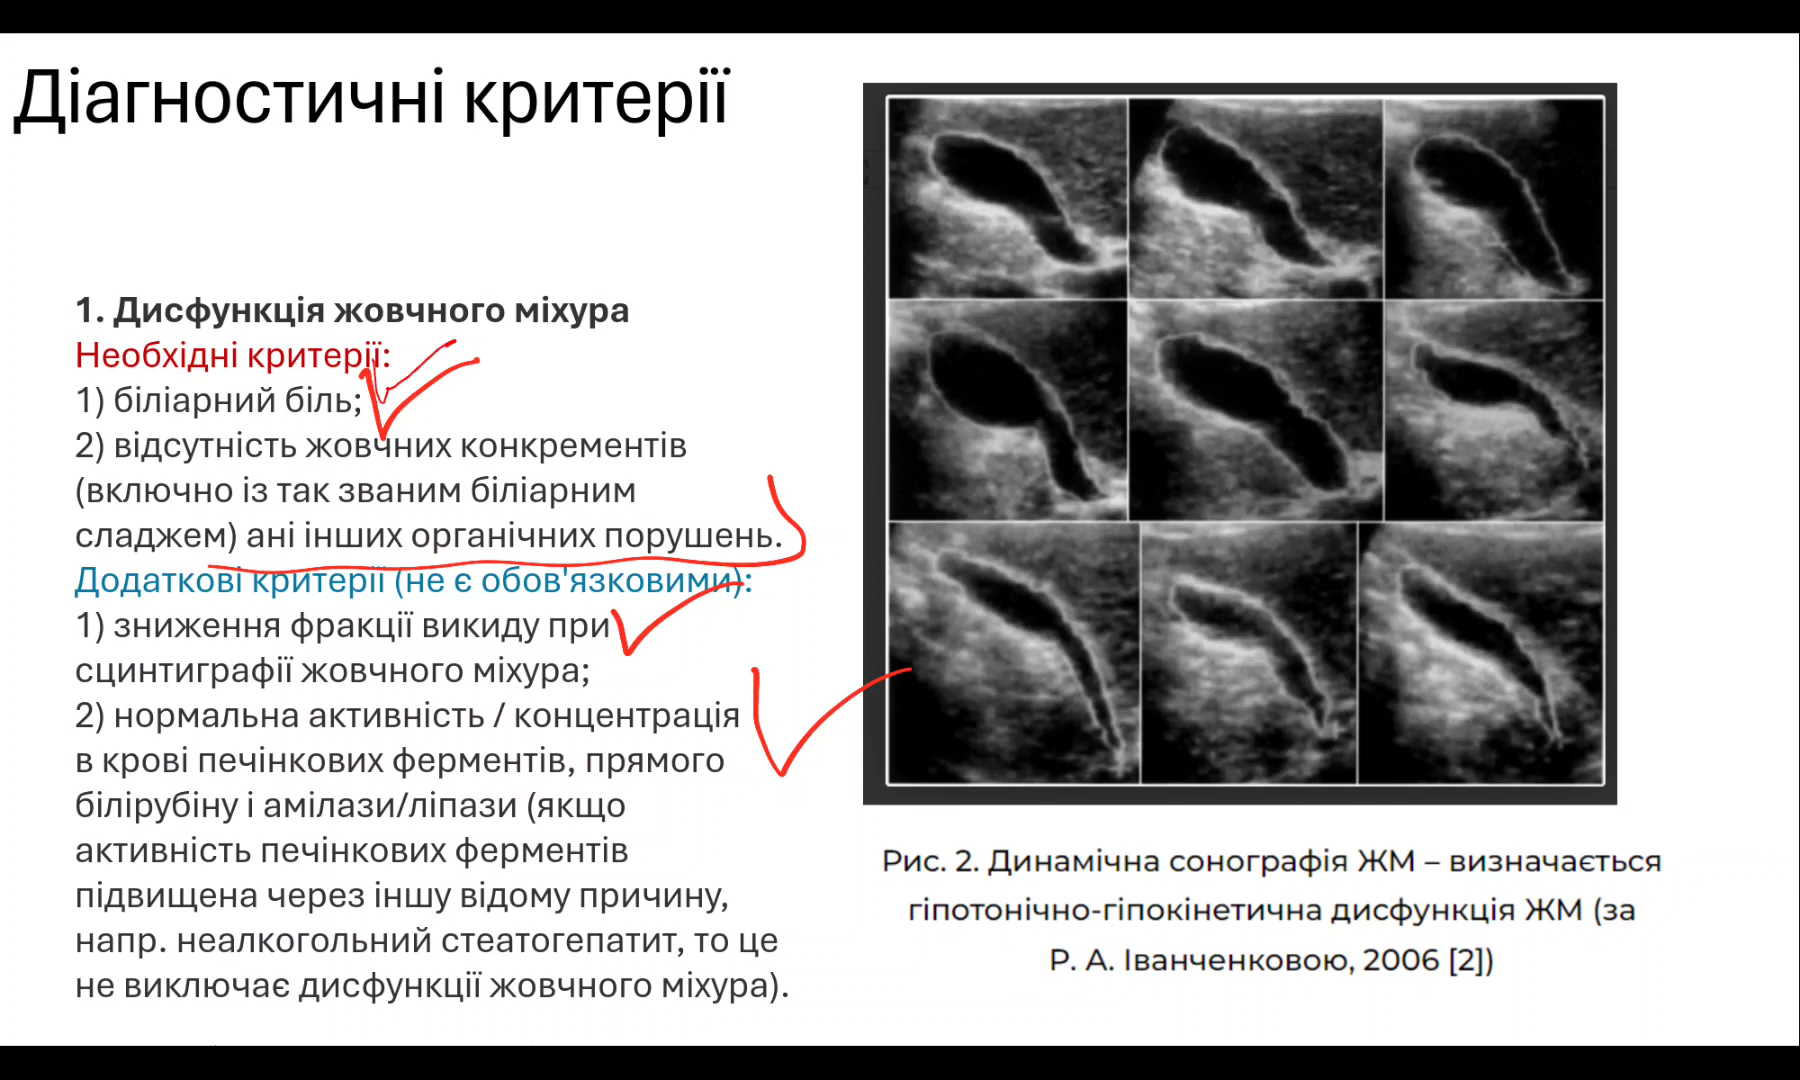 Діагностичні критерії
1. Дисфункція жовчного міхура
Необхідні критерії:
1) біліарний біль;
2) відсутність жовчних конкрементів
(включно із так званим біліарним
сладжем) ані інших органічних порушень.
Додаткові критерії (не є обов'язковими):
1) зниження фракції викиду при
сцинтиграфії жовчного міхура;
2) нормальна активність / концентрація
в крові печінкових ферментів, прямого
білірубіну і амілази/ліпази (якщо
активність печінкових ферментів
підвищена через іншу відому причину,
напр. неалкогольний стеатогепатит, то це
не виключає дисфункції жовчного міхура).
Рис. 2. Динамічна сонографія ЖМ – визначається
гіпотонічно-гіпокінетична дисфункція ЖМ (за
Р. А. Іванченковою, 2006 [2])